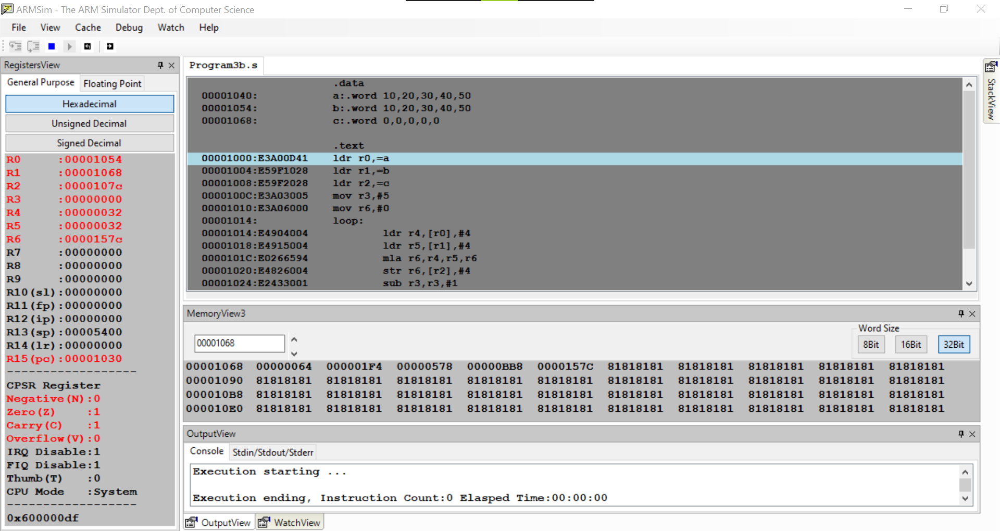 ARMSim - The ARM Simulator Dept. of Computer Science
File View Cache Debug Watch Help
RegistersView
General Purpose Floating Point
Hexadecimal
Unsigned Decimal
Signed Decimal
R0 :00001054
R1 :00001068
R2 :0000107c
R3 :00000000
R4 :00000032
R5 :00000032
R6 :0000157c
R7 :00000000
R8 :00000000
R9 :00000000
R10(sl):00000000
R11(fp):00000000
R12(ip):00000000
R13(sp):00005400
R14(lr):00000000
R15(pc):00001030
-------------------
CPSR Register
Negative(N):0
Zero(Z) :1
Carry(C) :1
Overflow(V):0
IRQ Disable:1
FIQ Disable:1
Thumb(T) :0
CPU Mode :System
-------------------
0x600000df
Program3b.s
.data
00001040: a:.word 10,20,30,40,50
00001054: b:.word 10,20,30,40,50
00001068: c:.word 0,0,0,0,0
.text
00001000:E3A00D41 ldr r0,=a
00001004:E59F1028 ldr r1,=b
00001008:E59F2028 ldr r2,=c
0000100C:E3A03005 mov r3,#5
00001010:E3A06000 mov r6,#0
00001014: loop:
00001014:E4904004 ldr r4,[r0],#4
00001018:E4915004 ldr r5,[r1],#4
0000101C:E0266594 mla r6,r4,r5,r6
00001020:E4826004 str r6,[r2],#4
00001024:E2433001 sub r3,r3,#1
StackView
MemoryView3
00001068
Word Size
8Bit 16Bit 32Bit
00001068 00000064 000001F4 00000578 00000BB8 0000157C 81818181 81818181 81818181 81818181 81818181
00001090 81818181 81818181 81818181 81818181 81818181 81818181 81818181 81818181 81818181 81818181
000010B8 81818181 81818181 81818181 81818181 81818181 81818181 81818181 81818181 81818181 81818181
000010E0 81818181 81818181 81818181 81818181 81818181 81818181 81818181 81818181 81818181 81818181
OutputView
Console Stdin/Stdout/Stderr
Execution starting ...
Execution ending, Instruction Count:0 Elasped Time:00:00:00
OutputView WatchView